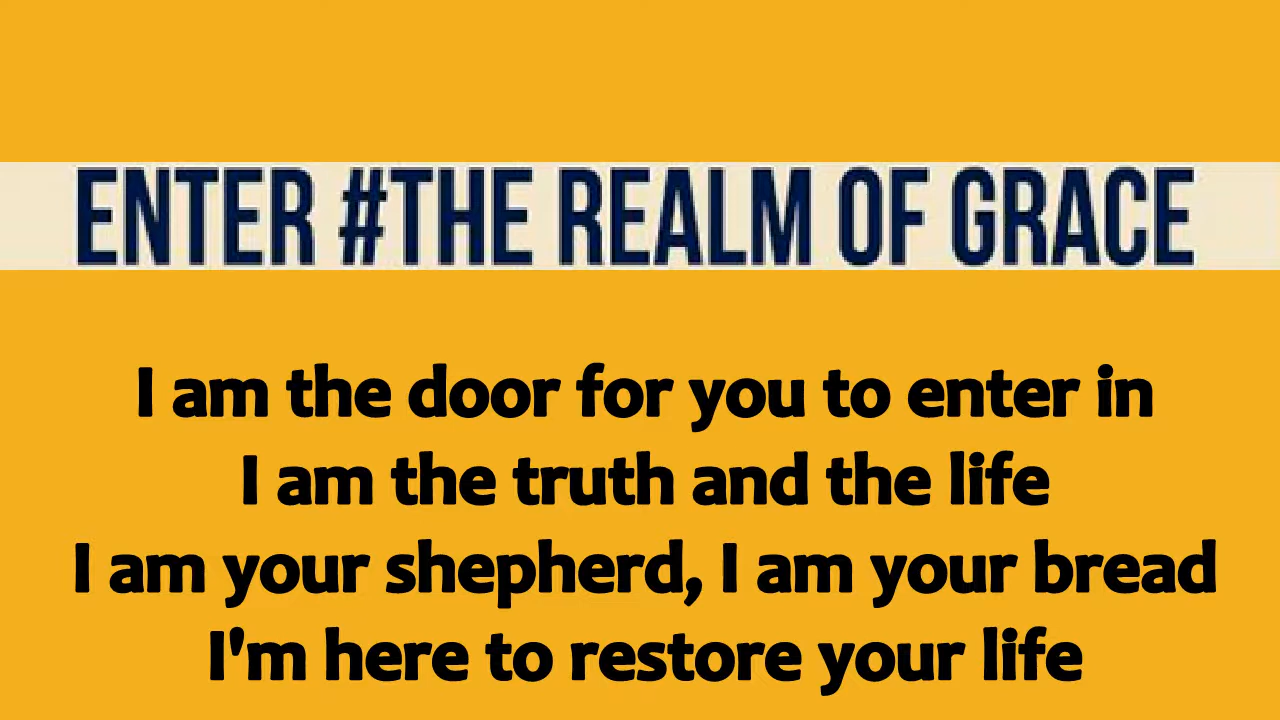 ENTER #THE REALM OF GRACE
I am the door for you to enter in
I am the truth and the life
I am your shepherd, I am your bread
I'm here to restore your life